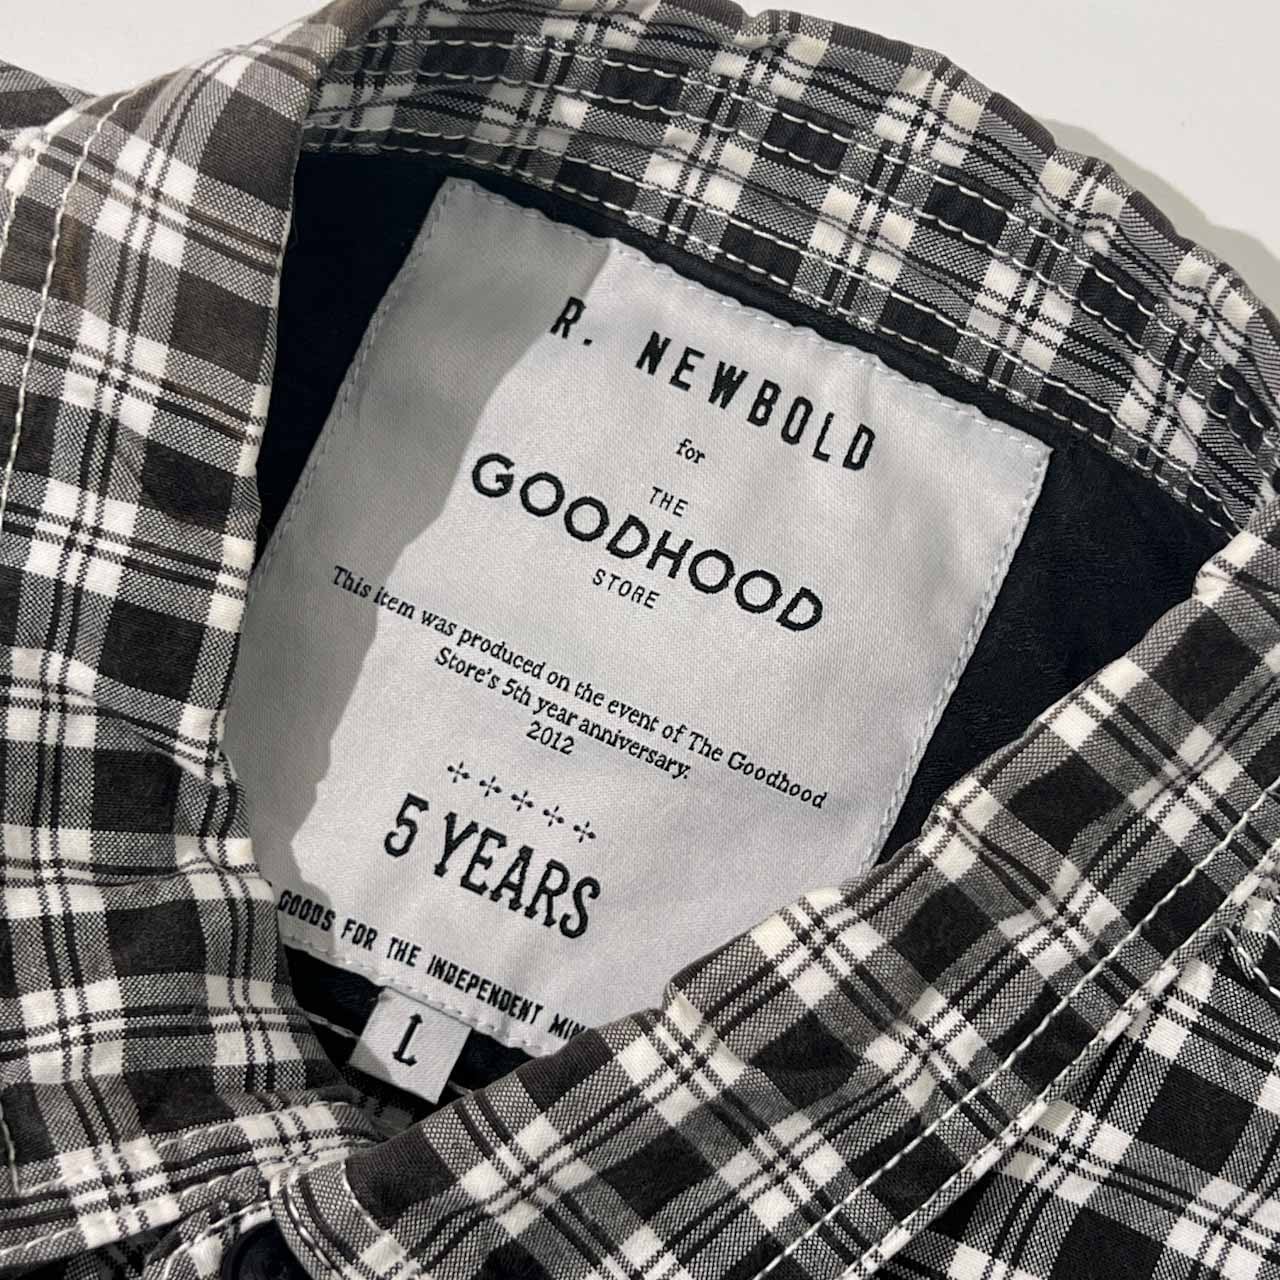 R. NEWBOLD
for
THE
GOODHOOD
STORE
This item was produced on the event of The Goodhood
Store's 5th year anniversary.
2012
5 YEARS
GOODS FOR THE INDEPENDENT
L